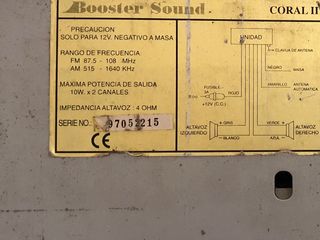 Booster Sound
CORAL II
PRECAUCION
SOLO PARA 12V. NEGATIVO A MASA
RANGO DE FRECUENCIA
FM 87.5 - 108 MHz
AM 515 - 1640 KHz
MAXIMA POTENCIA DE SALIDA
10W. x 2 CANALES
IMPEDANCIA ALTAVOZ : 4 OHM
SERIE NO.: 97052215
CE
UNIDAD
CLAVIJA DE ANTENA
NEGRO
MASA
FUSIBLE
ROJO
MARRON
ANTENA
AUTOMATICA
+12V (C.C.)
GRIS
VERDE
ALTAVOZ
IZQUIERDO
BLANCO
AZUL
ALTAVOZ
DERECHO